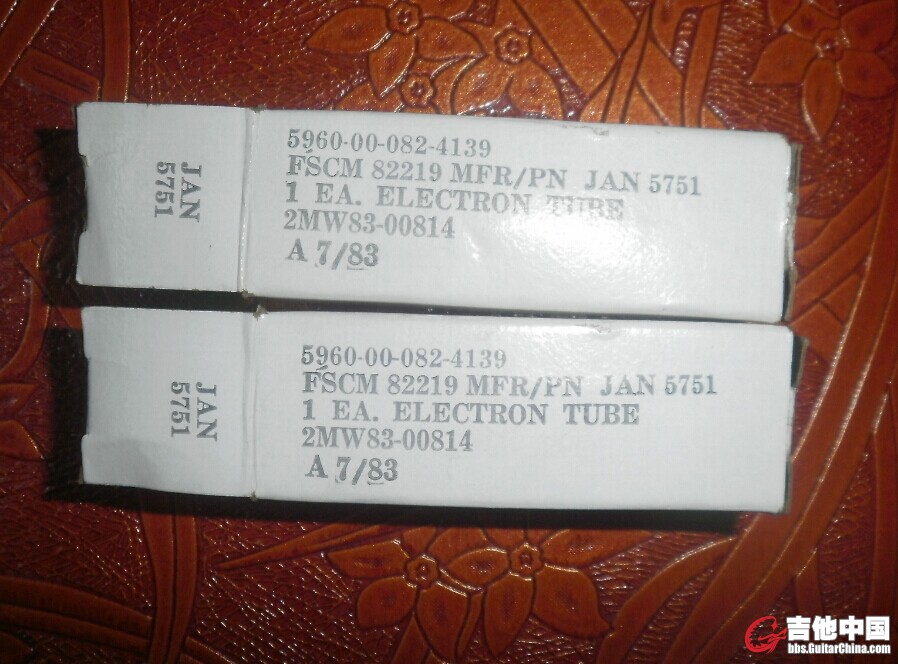 JAN
5751
5960-00-082-4139
FSCM 82219 MFR/PN JAN 5751
1 EA. ELECTRON TUBE
2MW83-00814
A 7/83
JAN
5751
5960-00-082-4139
FSCM 82219 MFR/PN JAN 5751
1 EA. ELECTRON TUBE
2MW83-00814
A 7/83
吉他中国
bbs.GuitarChina.com